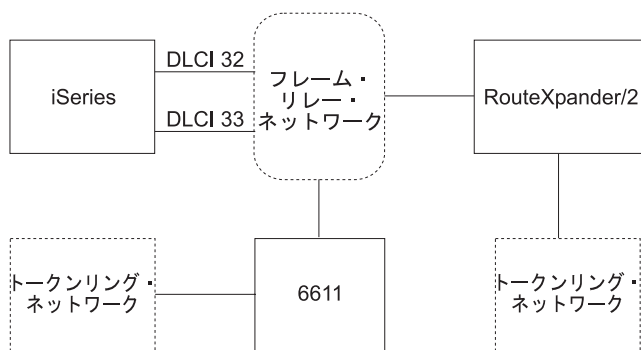 DLCI 32
iSeries
DLCI 33
フレーム・
リレー・
ネットワーク
RouteXpander/2
トークンリング・
ネットワーク
6611
トークンリング・
ネットワーク